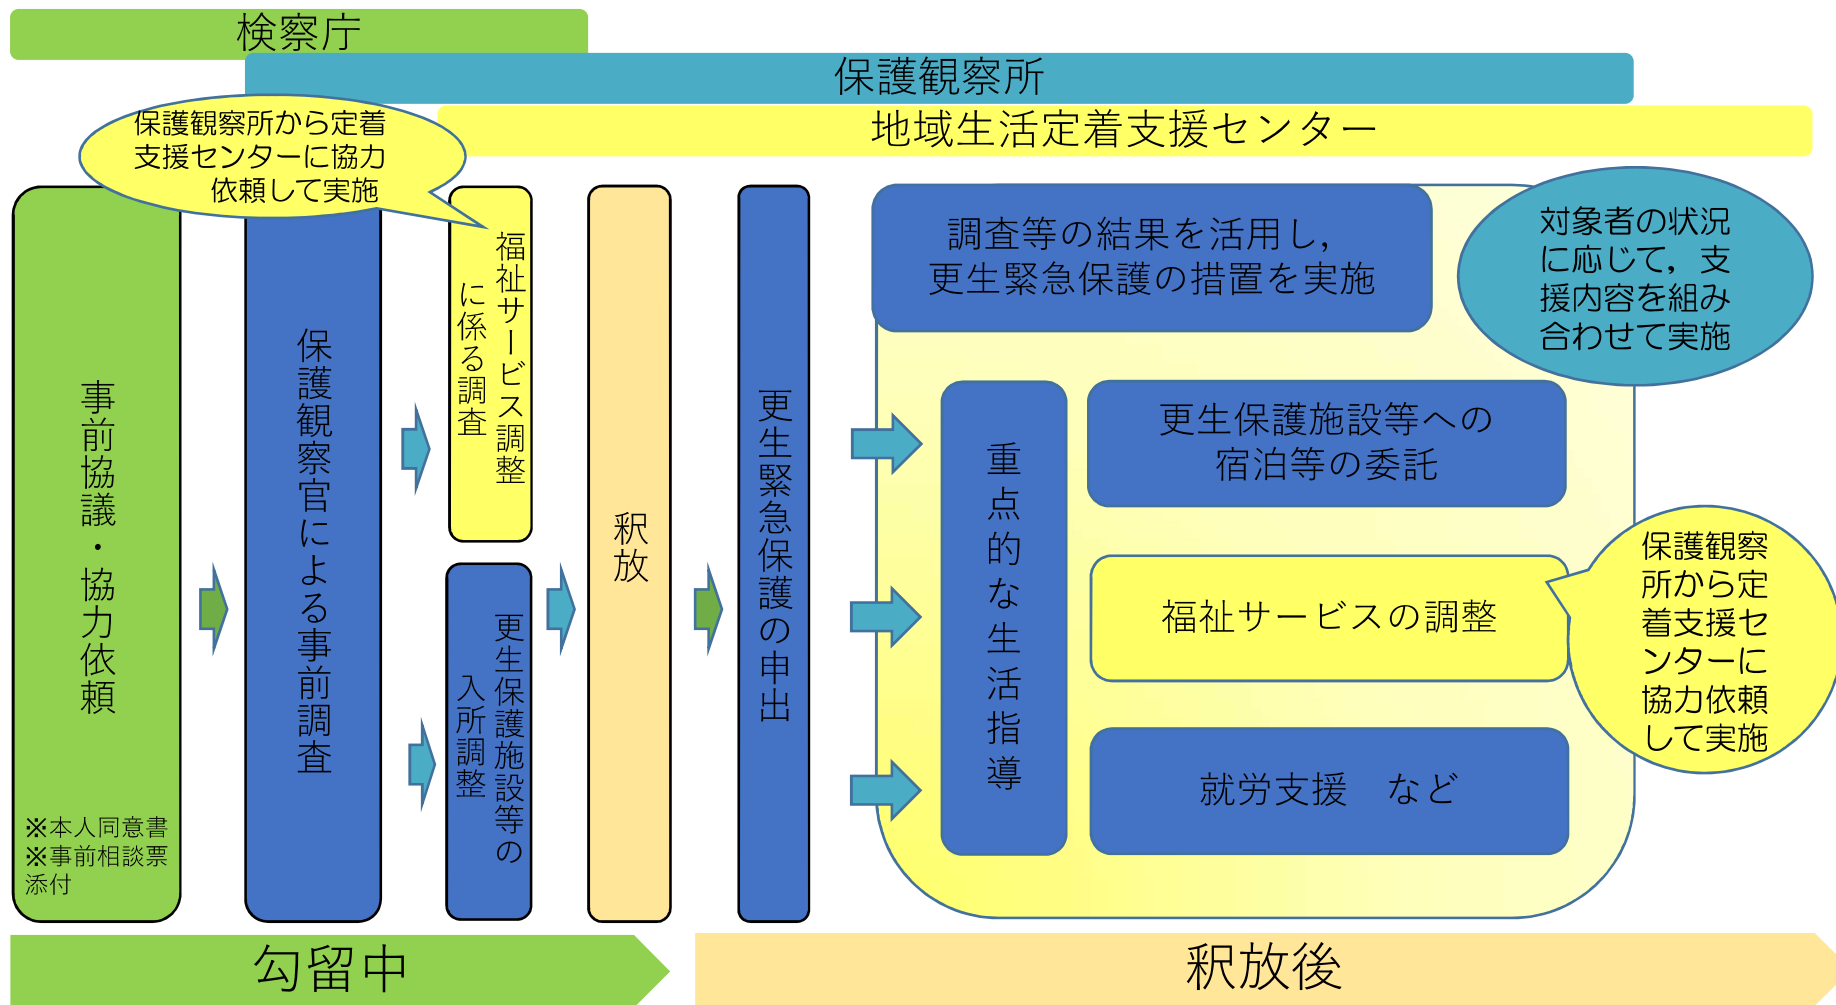 検察庁
保護観察所
地域生活定着支援センター
保護観察所から定着
支援センターに協力
依頼して実施
事前協議・協力依頼
※本人同意書
※事前相談票
添付
保護観察官による事前調査
福祉サービス調整
に係る調査
更生保護施設等の
入所調整
釈放
更生緊急保護の申出
調査等の結果を活用し，
更生緊急保護の措置を実施
対象者の状況
に応じて，支
援内容を組み
合わせて実施
重点的な生活指導
更生保護施設等への
宿泊等の委託
福祉サービスの調整
保護観察
所から定
着支援セ
ンターに
協力依頼
して実施
就労支援　など
勾留中
釈放後